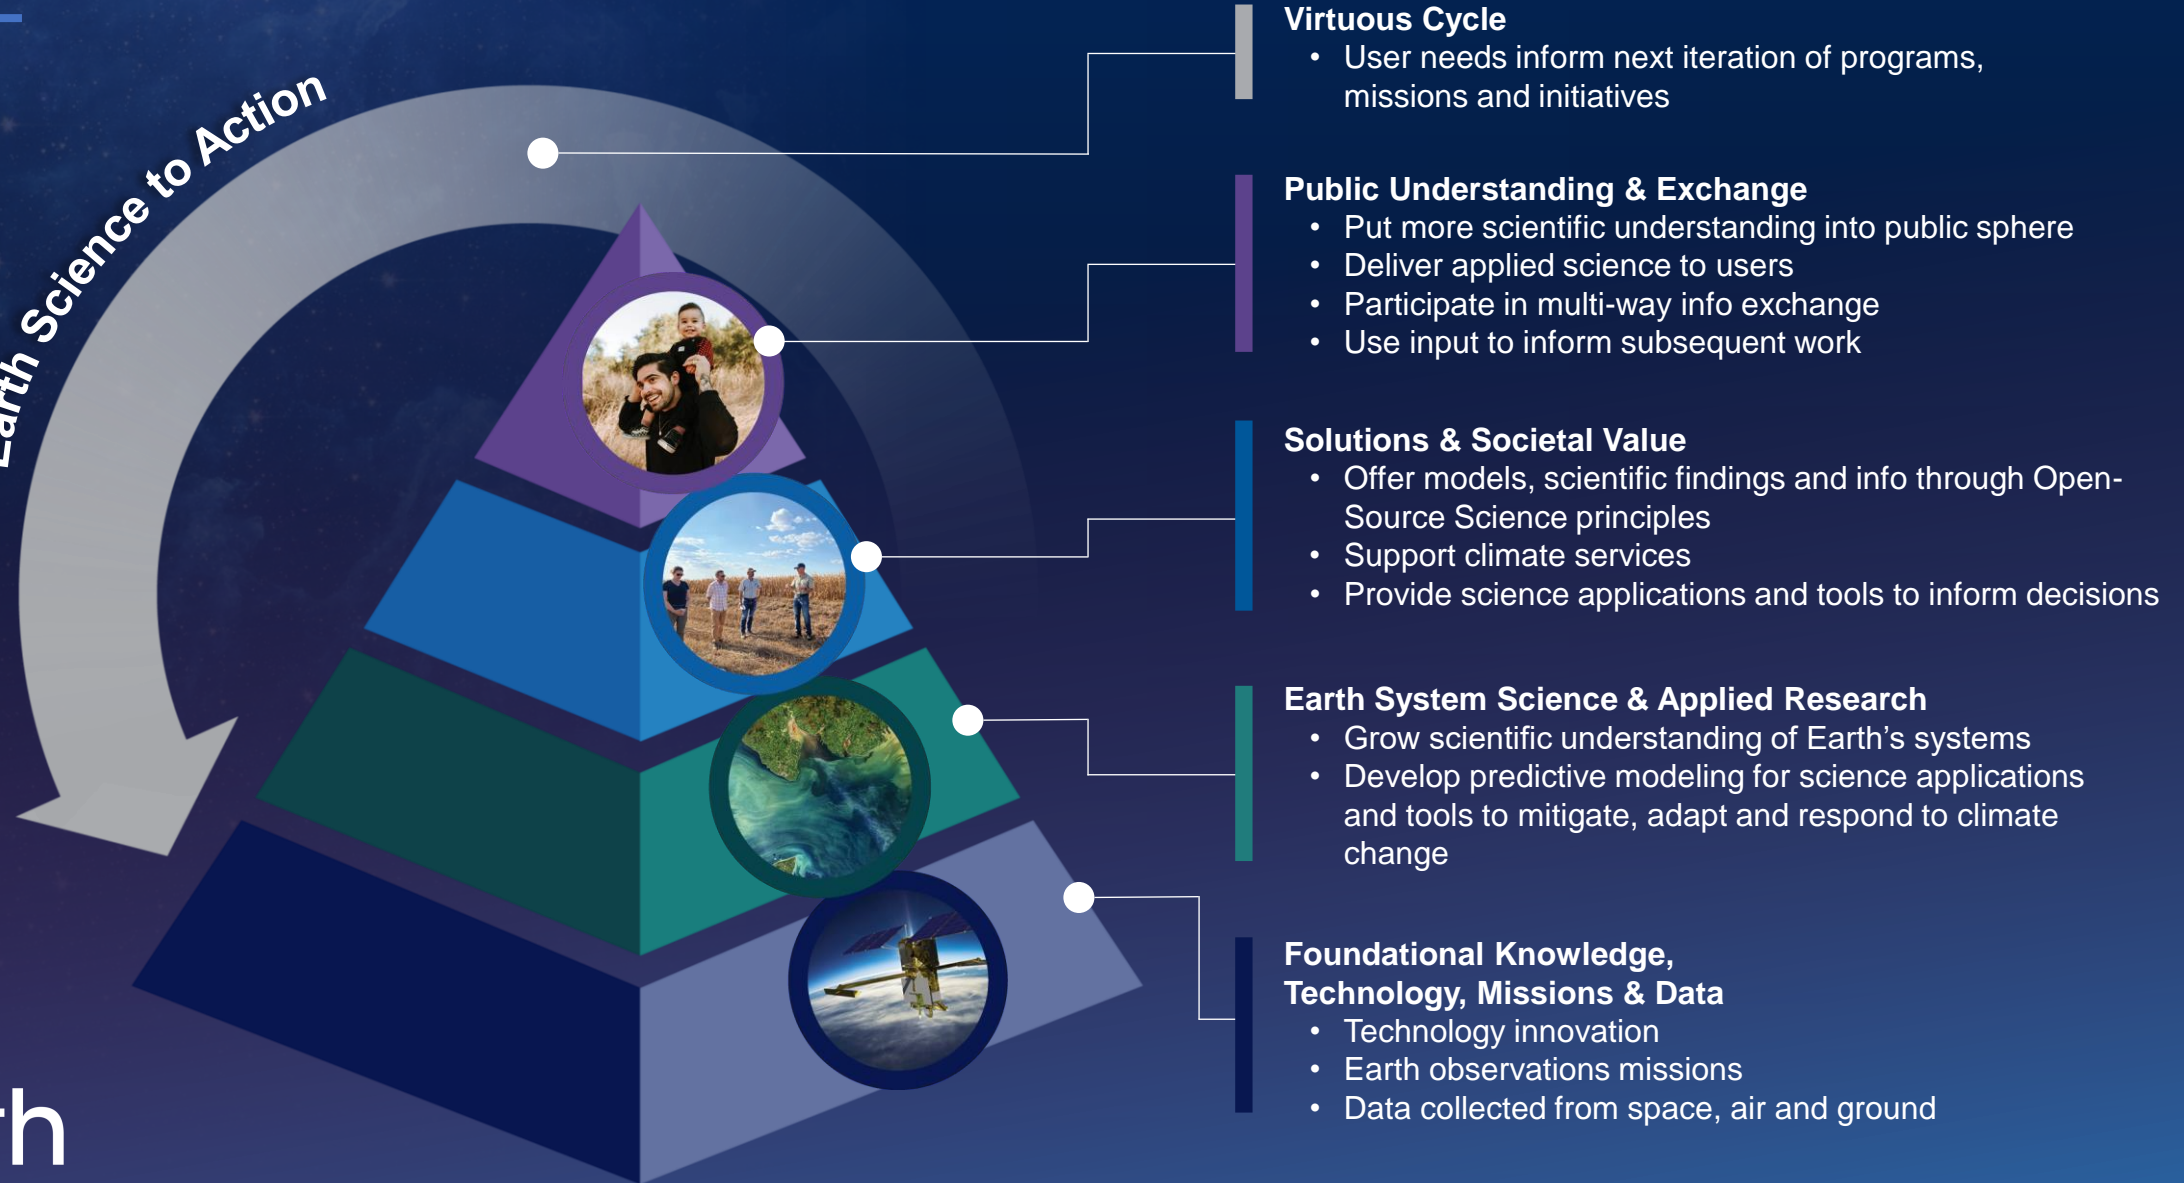 Earth Science to Action
Virtuous Cycle
• User needs inform next iteration of programs,
missions and initiatives
Public Understanding & Exchange
• Put more scientific understanding into public sphere
• Deliver applied science to users
• Participate in multi-way info exchange
• Use input to inform subsequent work
Solutions & Societal Value
• Offer models, scientific findings and info through Open-
Source Science principles
• Support climate services
• Provide science applications and tools to inform decisions
Earth System Science & Applied Research
• Grow scientific understanding of Earth’s systems
• Develop predictive modeling for science applications
and tools to mitigate, adapt and respond to climate
change
Foundational Knowledge,
Technology, Missions & Data
• Technology innovation
• Earth observations missions
• Data collected from space, air and ground